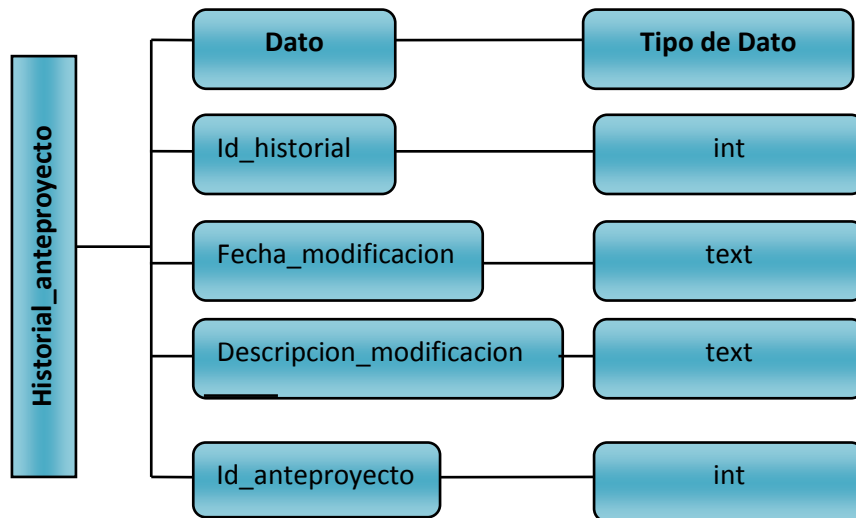 Historial_anteproyecto
Dato
Tipo de Dato
Id_historial
int
Fecha_modificacion
text
Descripcion_modificacion
text
Id_anteproyecto
int